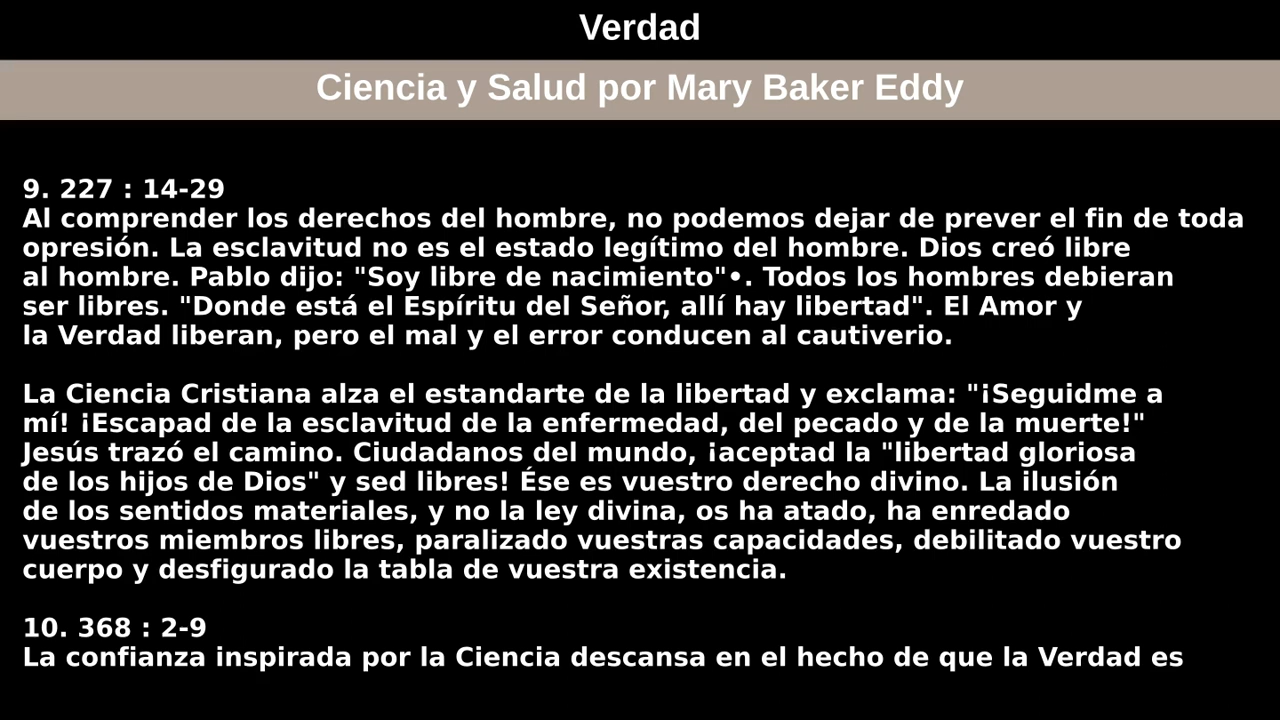 Verdad
Ciencia y Salud por Mary Baker Eddy
9. 227 : 14-29
Al comprender los derechos del hombre, no podemos dejar de prever el fin de toda
opresión. La esclavitud no es el estado legítimo del hombre. Dios creó libre
al hombre. Pablo dijo: "Soy libre de nacimiento"•. Todos los hombres debieran
ser libres. "Donde está el Espíritu del Señor, allí hay libertad". El Amor y
la Verdad liberan, pero el mal y el error conducen al cautiverio.
La Ciencia Cristiana alza el estandarte de la libertad y exclama: "¡Seguidme a
mí! ¡Escapad de la esclavitud de la enfermedad, del pecado y de la muerte!"
Jesús trazó el camino. Ciudadanos del mundo, ¡aceptad la "libertad gloriosa
de los hijos de Dios" y sed libres! Ése es vuestro derecho divino. La ilusión
de los sentidos materiales, y no la ley divina, os ha atado, ha enredado
vuestros miembros libres, paralizado vuestras capacidades, debilitado vuestro
cuerpo y desfigurado la tabla de vuestra existencia.
10. 368 : 2-9
La confianza inspirada por la Ciencia descansa en el hecho de que la Verdad es